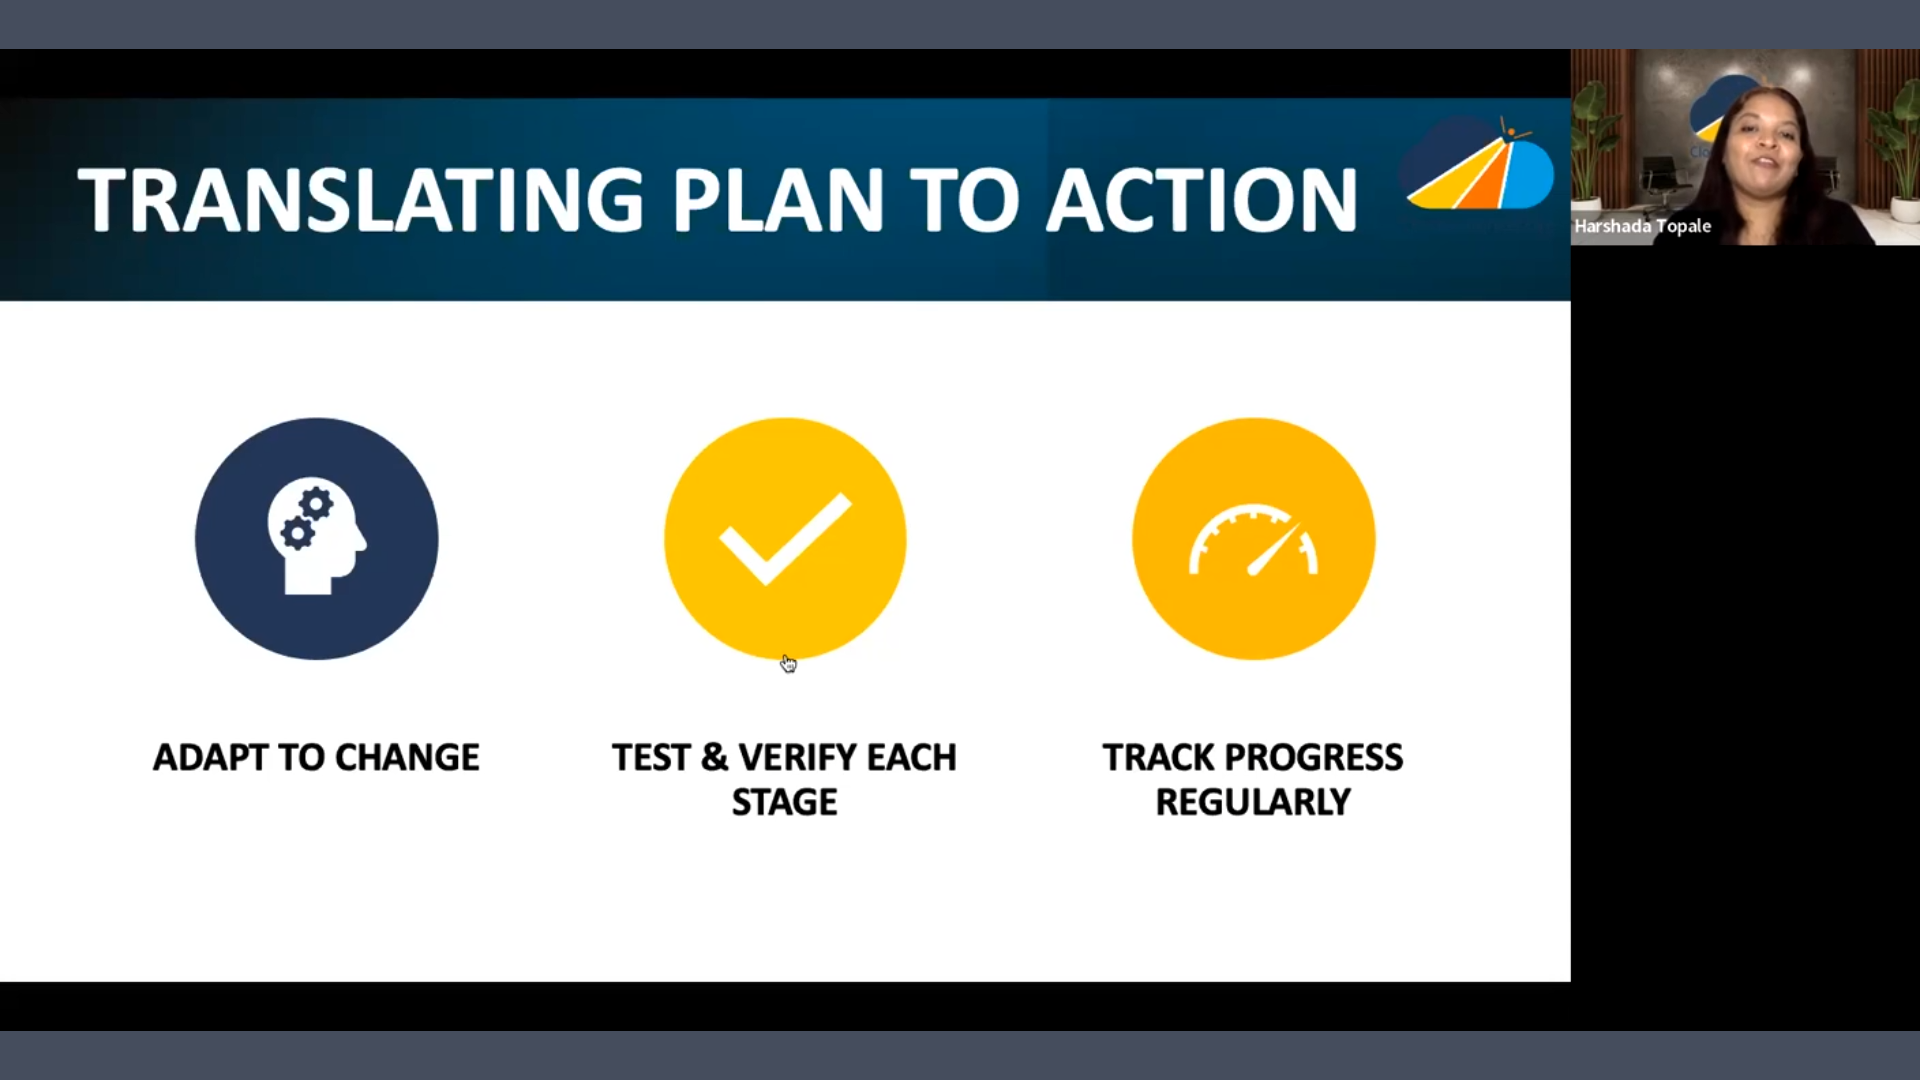 TRANSLATING PLAN TO ACTION
Harshada Topale
ADAPT TO CHANGE
TEST & VERIFY EACH
STAGE
TRACK PROGRESS
REGULARLY